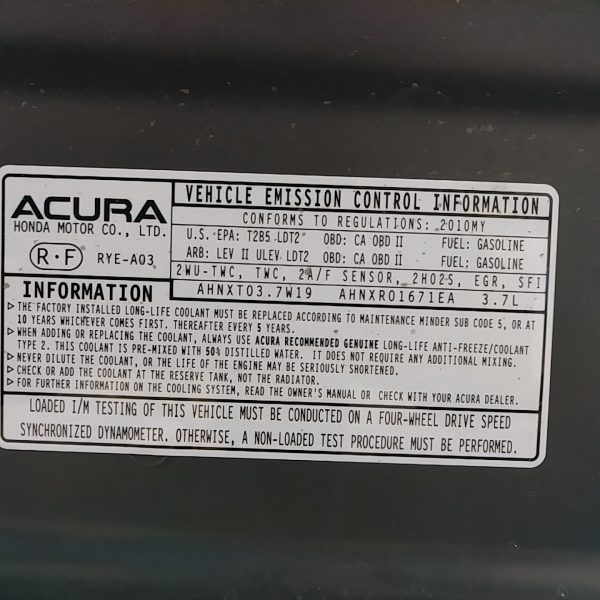 ACURA
HONDA MOTOR CO., LTD.
R·F RYE-A03
VEHICLE EMISSION CONTROL INFORMATION
CONFORMS TO REGULATIONS: 2010MY
U.S. EPA: T2B5 LDT2 OBD: CA OBD II FUEL: GASOLINE
ARB: LEV II ULEV LDT2 OBD: CA OBD II FUEL: GASOLINE
2WU-TWC, TWC, 2A/F SENSOR, 2HO2S, EGR, SFI
AHNXT03.7W19 AHNXR01671EA 3.7L
INFORMATION
▷ THE FACTORY INSTALLED LONG-LIFE COOLANT MUST BE REPLACED ACCORDING TO MAINTENANCE MINDER SUB CODE 5, OR AT
10 YEARS WHICHEVER COMES FIRST. THEREAFTER EVERY 5 YEARS.
▷ WHEN ADDING OR REPLACING THE COOLANT, ALWAYS USE ACURA RECOMMENDED GENUINE LONG-LIFE ANTI-FREEZE/COOLANT
TYPE 2. THIS COOLANT IS PRE-MIXED WITH 50% DISTILLED WATER. IT DOES NOT REQUIRE ANY ADDITIONAL MIXING.
▷ NEVER DILUTE THE COOLANT, OR THE LIFE OF THE ENGINE MAY BE SERIOUSLY SHORTENED.
▷ CHECK OR ADD THE COOLANT AT THE RESERVE TANK, NOT THE RADIATOR.
▷ FOR FURTHER INFORMATION ON THE COOLING SYSTEM, READ THE OWNER'S MANUAL OR CHECK WITH YOUR ACURA DEALER.
LOADED I/M TESTING OF THIS VEHICLE MUST BE CONDUCTED ON A FOUR-WHEEL DRIVE SPEED
SYNCHRONIZED DYNAMOMETER. OTHERWISE, A NON-LOADED TEST PROCEDURE MUST BE PERFORMED.